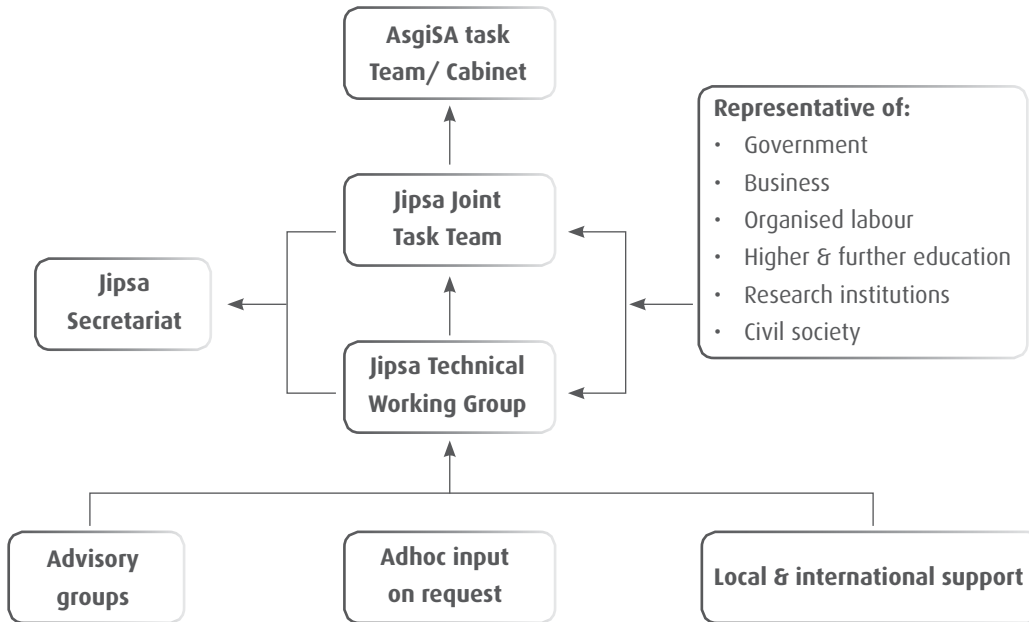 AsgiSA task
Team/ Cabinet
Representative of:
• Government
• Business
• Organised labour
• Higher & further education
• Research institutions
• Civil society
Jipsa Joint
Task Team
Jipsa
Secretariat
Jipsa Technical
Working Group
Advisory
groups
Adhoc input
on request
Local & international support